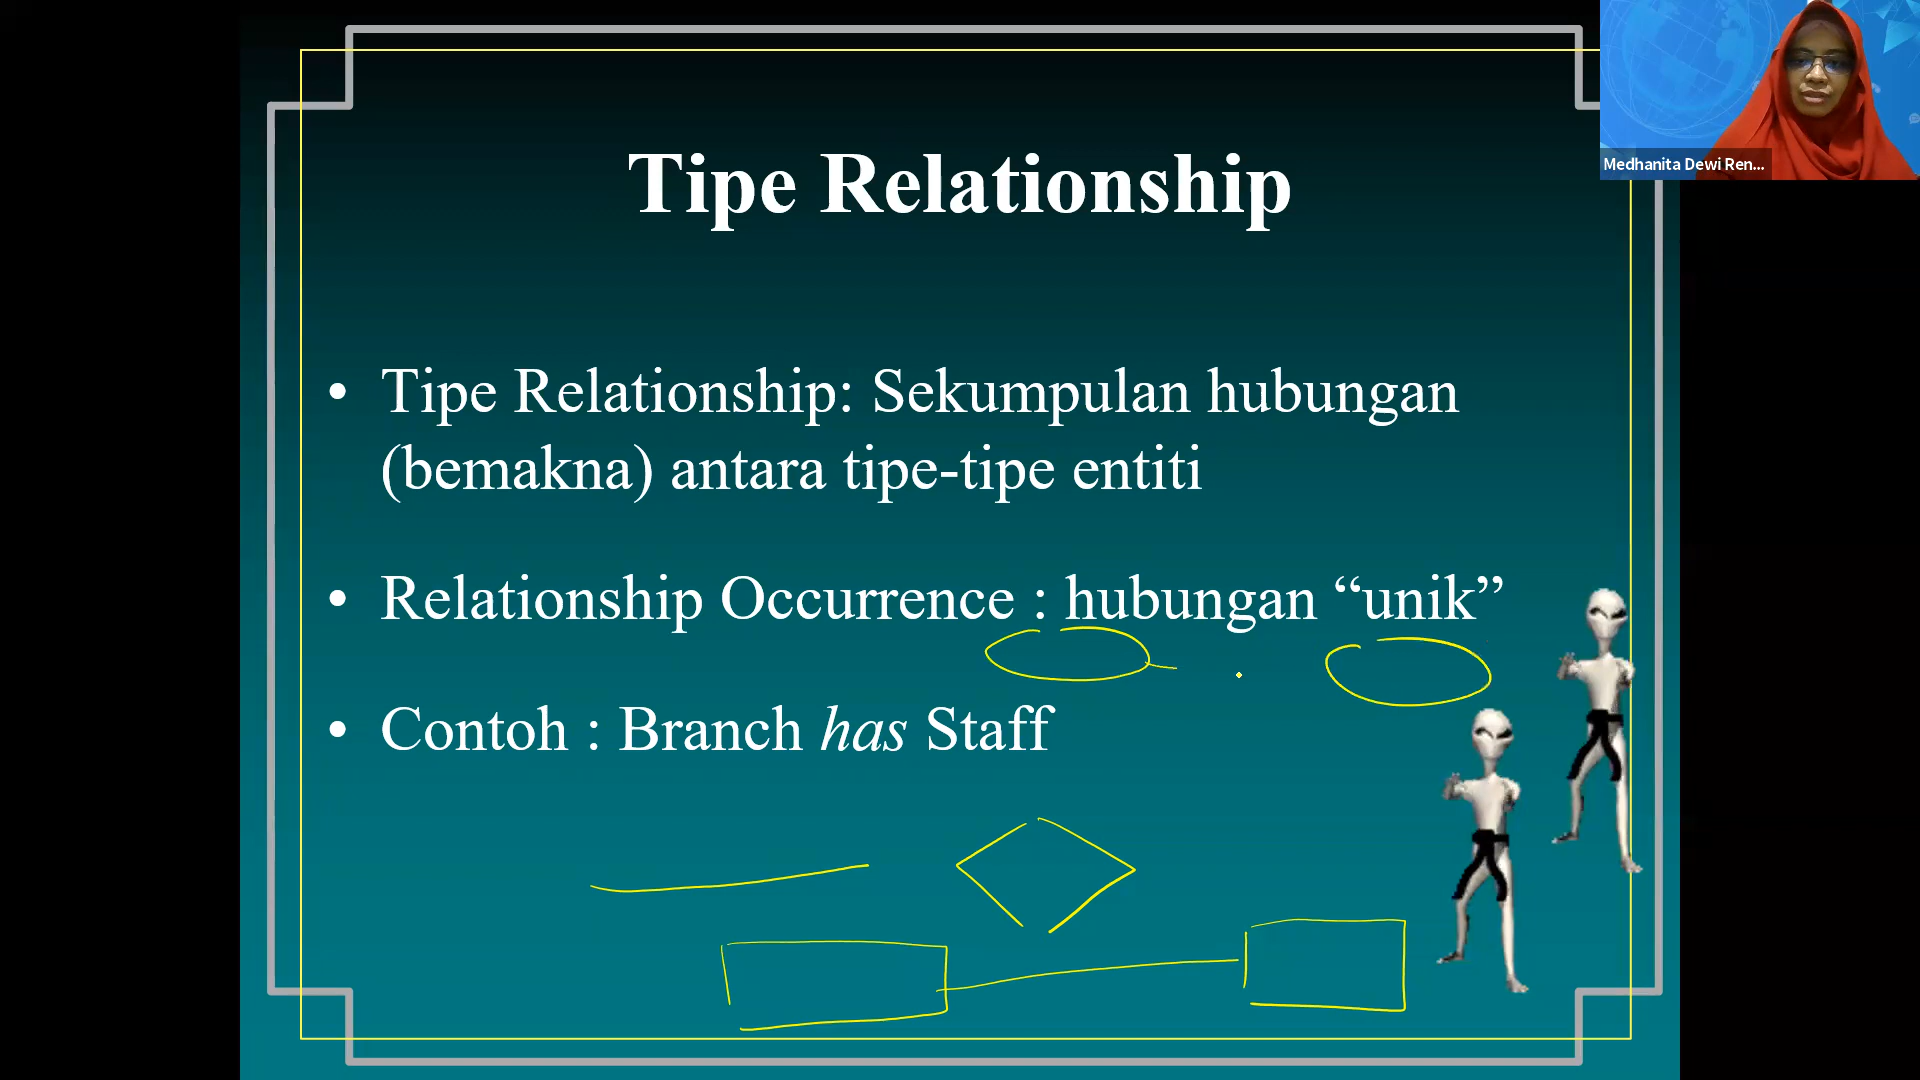 Medhanita Dewi Ren...
Tipe Relationship
• Tipe Relationship: Sekumpulan hubungan
(bemakna) antara tipe-tipe entiti
• Relationship Occurrence : hubungan “unik”
• Contoh : Branch has Staff